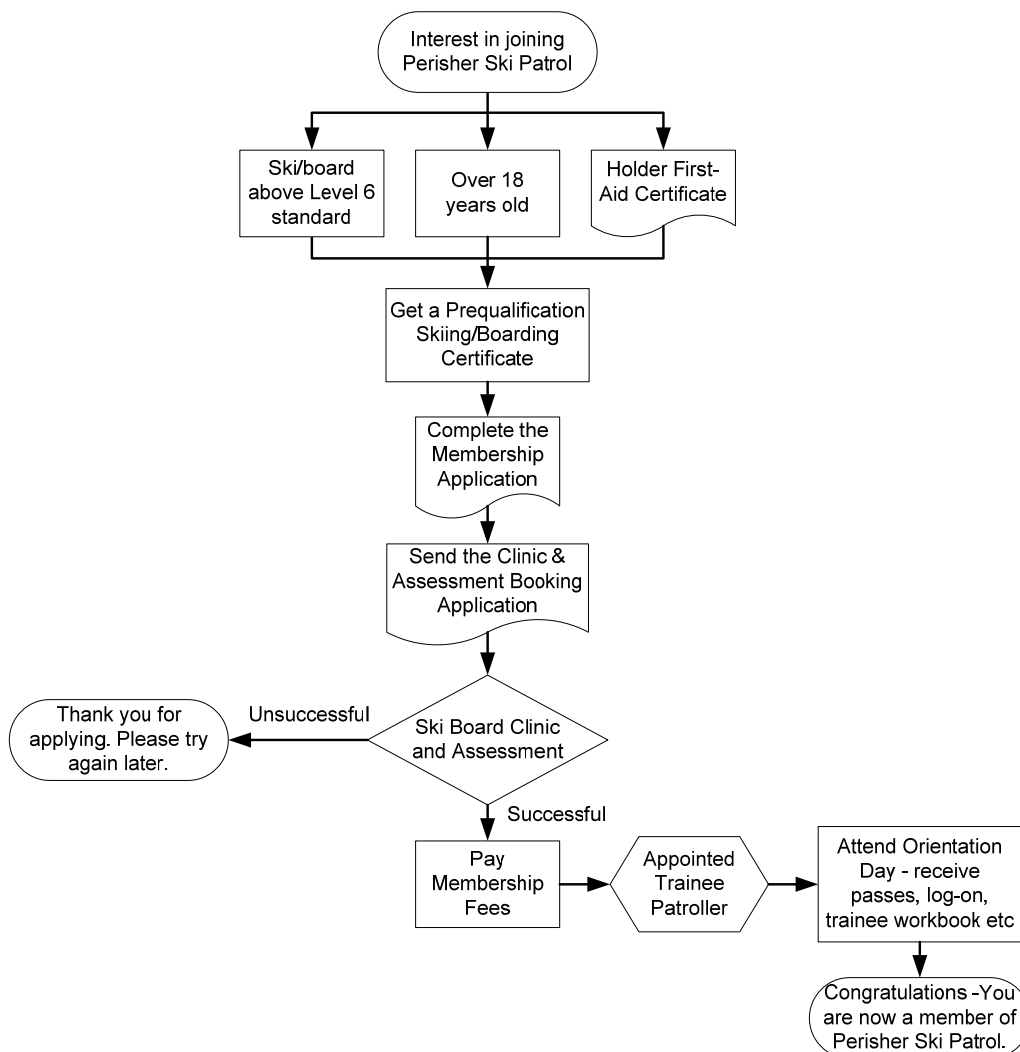 Interest in joining
Perisher Ski Patrol
Ski/board
above Level 6
standard
Over 18
years old
Holder First-
Aid Certificate
Get a Prequalification
Skiing/Boarding
Certificate
Complete the
Membership
Application
Send the Clinic &
Assessment Booking
Application
Ski Board Clinic
and Assessment
Unsuccessful
Thank you for
applying. Please try
again later.
Successful
Pay
Membership
Fees
Appointed
Trainee
Patroller
Attend Orientation
Day - receive
passes, log-on,
trainee workbook etc
Congratulations –You
are now a member of
Perisher Ski Patrol.